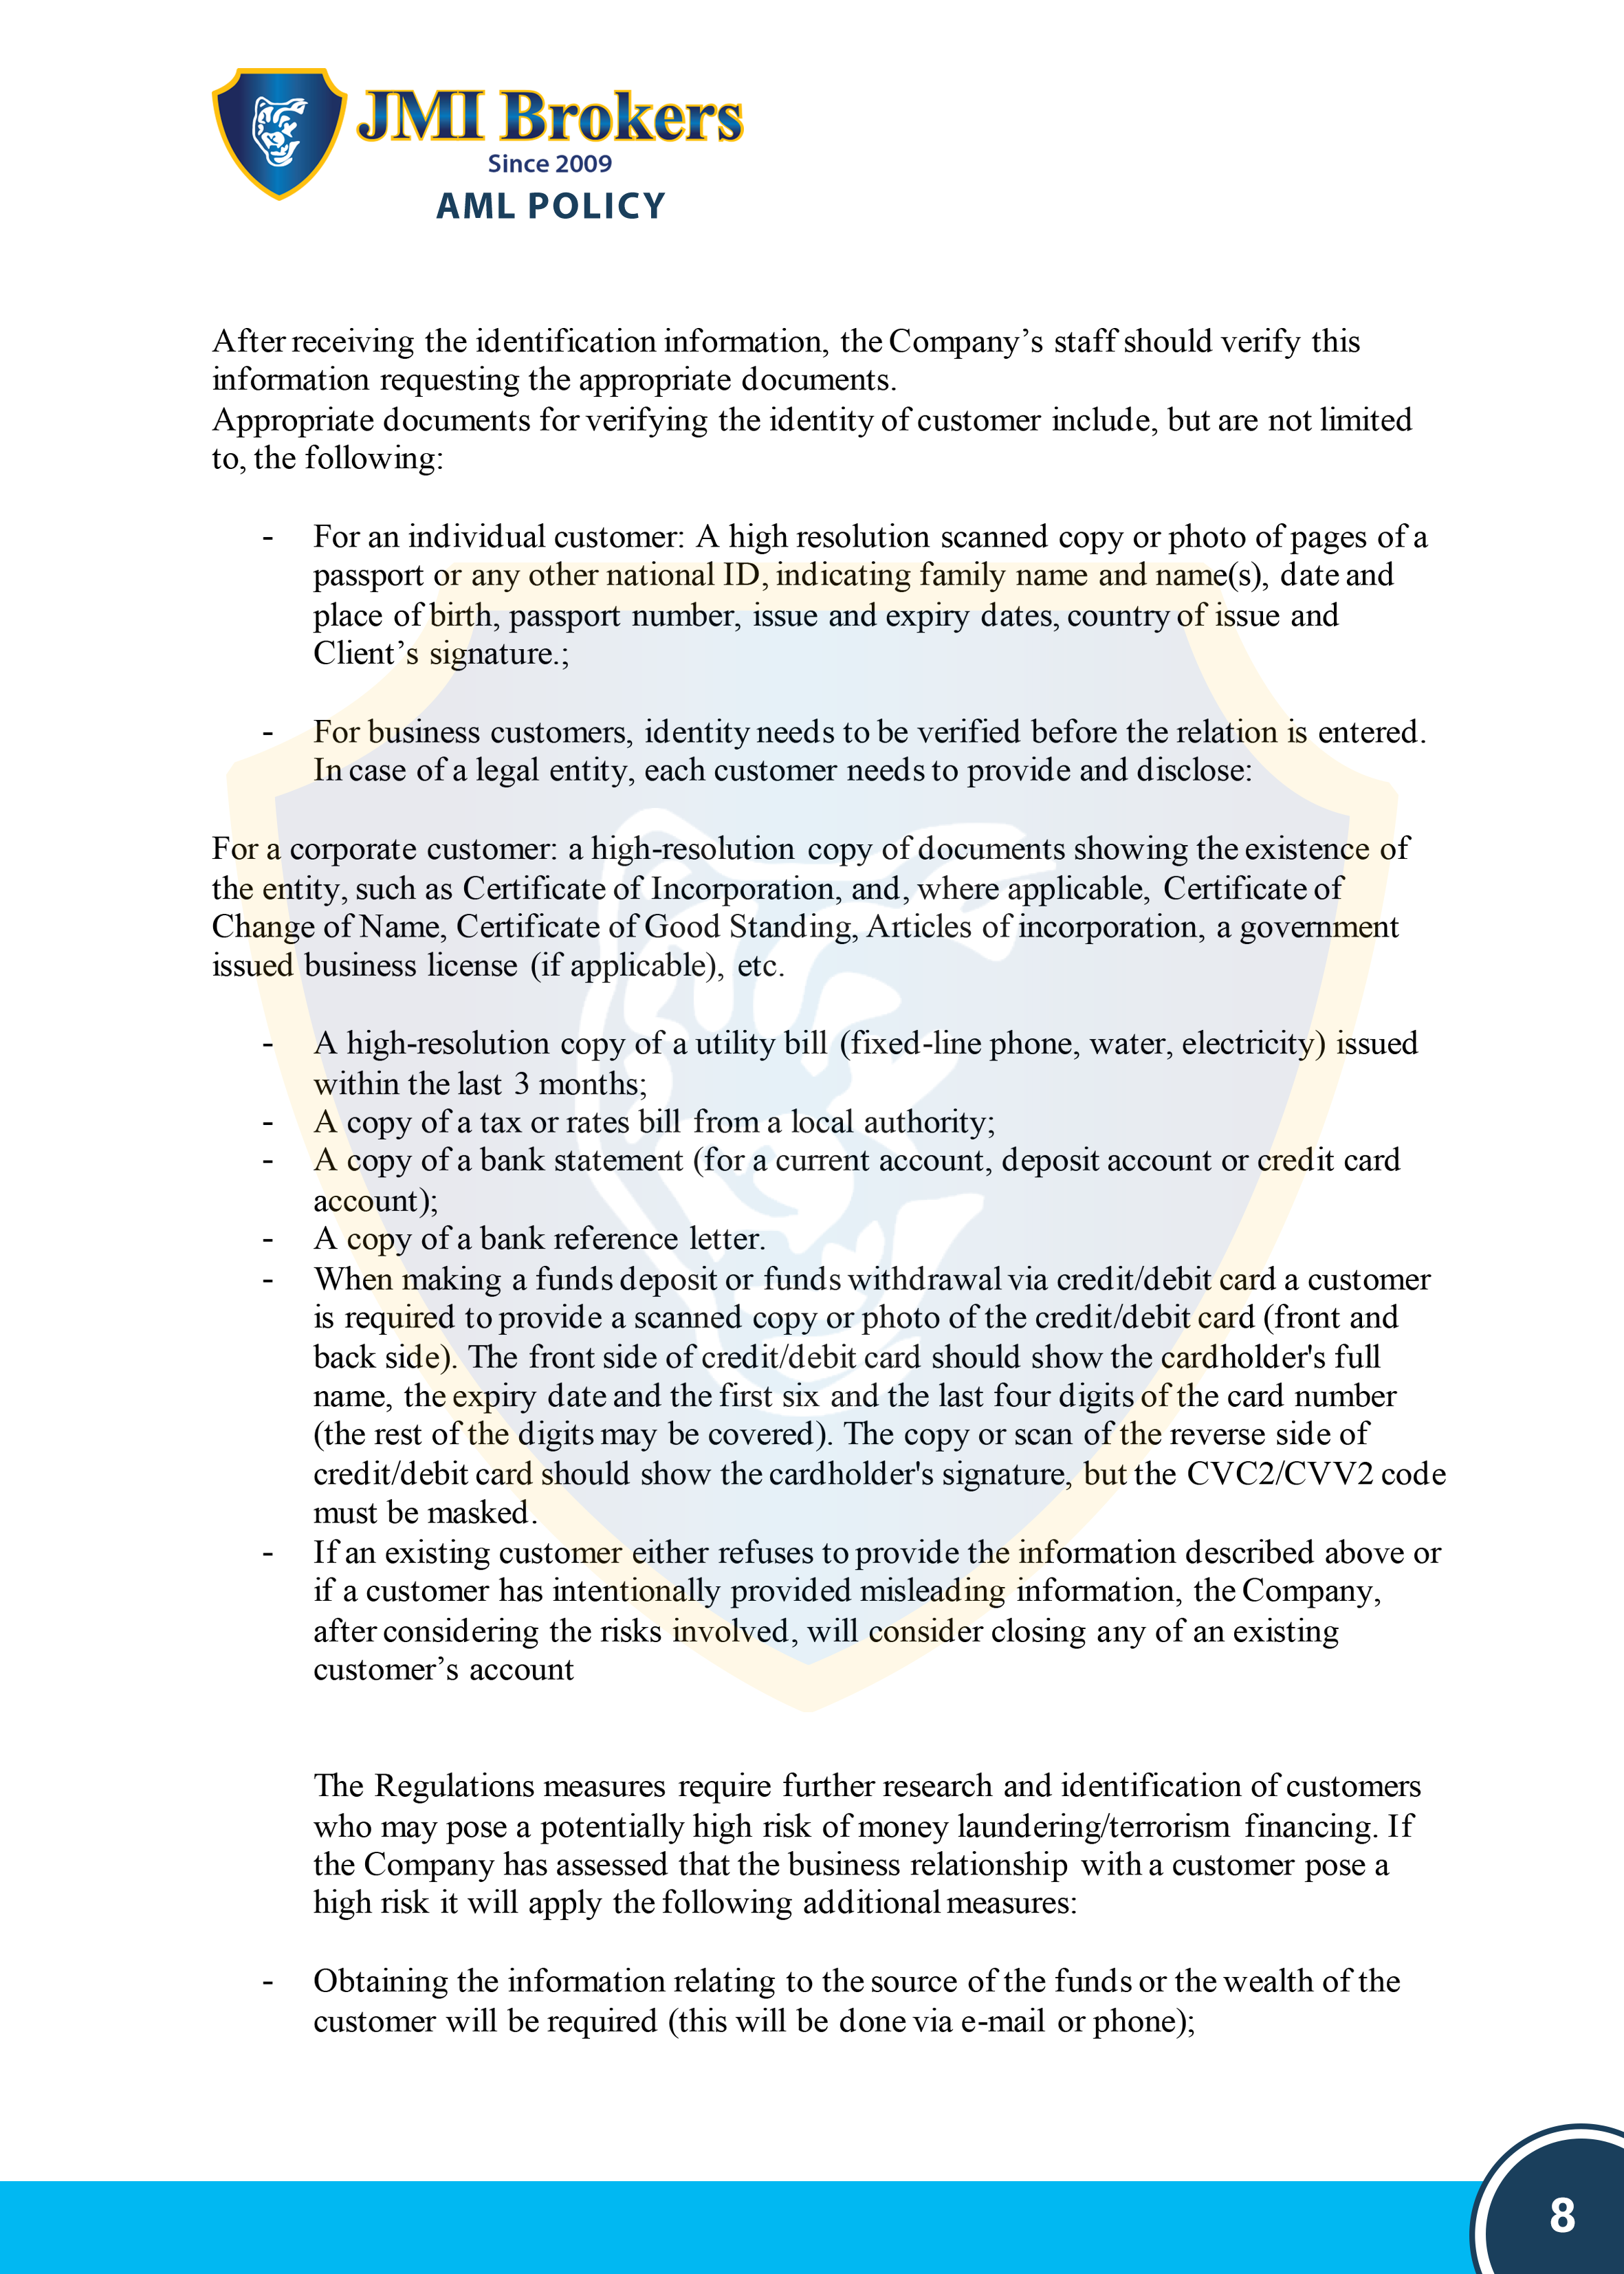 JMI Brokers
Since 2009
AML POLICY
After receiving the identification information, the Company’s staff should verify this
information requesting the appropriate documents.
Appropriate documents for verifying the identity of customer include, but are not limited
to, the following:
- For an individual customer: A high resolution scanned copy or photo of pages of a
passport or any other national ID, indicating family name and name(s), date and
place of birth, passport number, issue and expiry dates, country of issue and
Client’s signature.;
- For business customers, identity needs to be verified before the relation is entered.
In case of a legal entity, each customer needs to provide and disclose:
For a corporate customer: a high-resolution copy of documents showing the existence of
the entity, such as Certificate of Incorporation, and, where applicable, Certificate of
Change of Name, Certificate of Good Standing, Articles of incorporation, a government
issued business license (if applicable), etc.
- A high-resolution copy of a utility bill (fixed-line phone, water, electricity) issued
within the last 3 months;
- A copy of a tax or rates bill from a local authority;
- A copy of a bank statement (for a current account, deposit account or credit card
account);
- A copy of a bank reference letter.
- When making a funds deposit or funds withdrawal via credit/debit card a customer
is required to provide a scanned copy or photo of the credit/debit card (front and
back side). The front side of credit/debit card should show the cardholder's full
name, the expiry date and the first six and the last four digits of the card number
(the rest of the digits may be covered). The copy or scan of the reverse side of
credit/debit card should show the cardholder's signature, but the CVC2/CVV2 code
must be masked.
- If an existing customer either refuses to provide the information described above or
if a customer has intentionally provided misleading information, the Company,
after considering the risks involved, will consider closing any of an existing
customer’s account
The Regulations measures require further research and identification of customers
who may pose a potentially high risk of money laundering/terrorism financing. If
the Company has assessed that the business relationship with a customer pose a
high risk it will apply the following additional measures:
- Obtaining the information relating to the source of the funds or the wealth of the
customer will be required (this will be done via e-mail or phone);
8